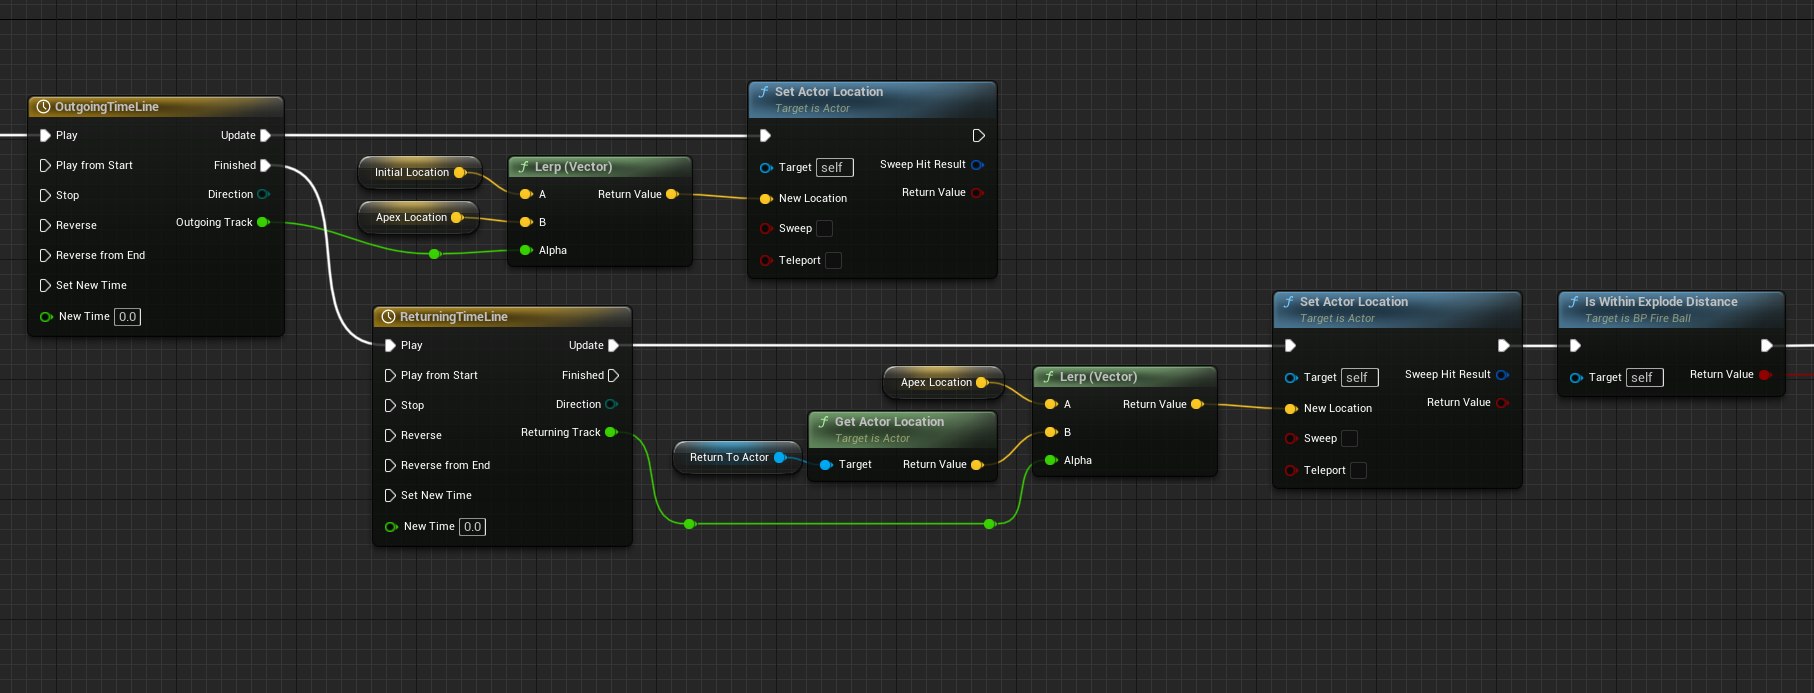 OutgoingTimeLine
Play Update
Play from Start Finished
Stop Direction
Reverse Outgoing Track
Reverse from End
Set New Time
New Time 0.0
Initial Location
Apex Location
Lerp (Vector)
A Return Value
B
Alpha
Set Actor Location
Target is Actor
Target self Sweep Hit Result
New Location Return Value
Sweep
Teleport
ReturningTimeLine
Play Update
Play from Start Finished
Stop Direction
Reverse Returning Track
Reverse from End
Set New Time
New Time 0.0
Return To Actor
Get Actor Location
Target is Actor
Target Return Value
Apex Location
Lerp (Vector)
A Return Value
B
Alpha
Set Actor Location
Target is Actor
Target self Sweep Hit Result
New Location Return Value
Sweep
Teleport
Is Within Explode Distance
Target is BP Fire Ball
Target self Return Value